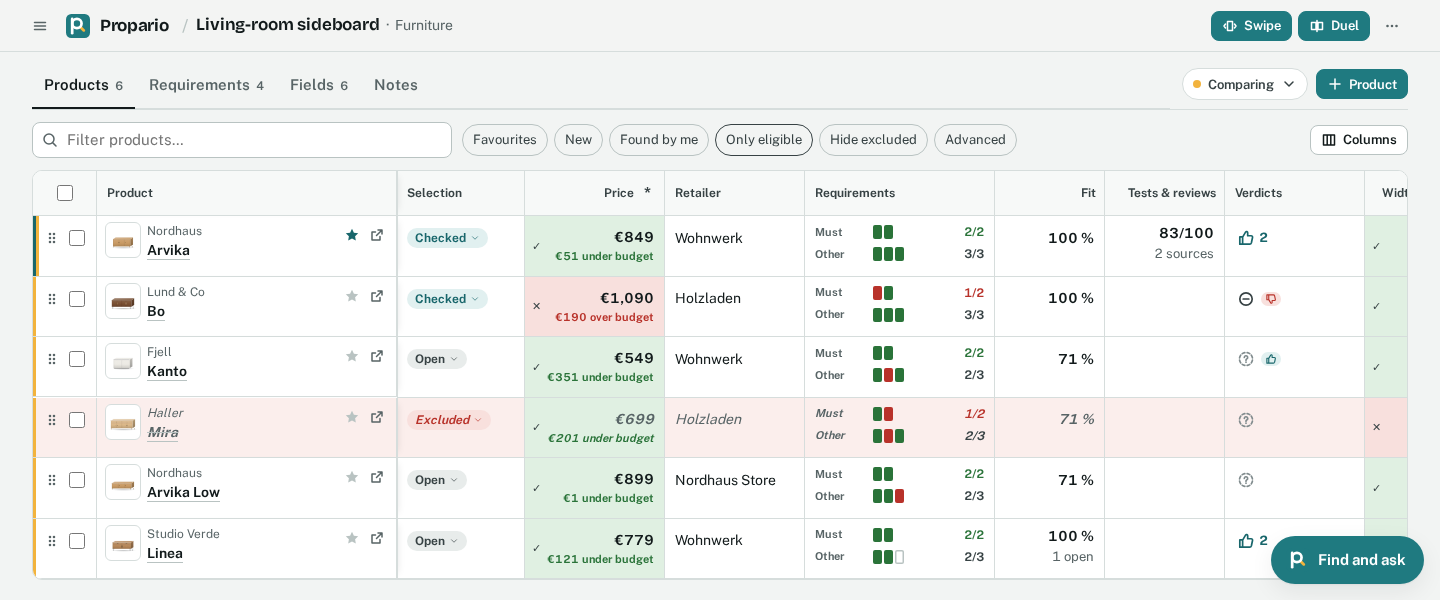 Propario / Living-room sideboard · Furniture
Swipe Duel
Products 6 Requirements 4 Fields 6 Notes
Comparing Product
Filter products...
Favourites New Found by me Only eligible Hide excluded Advanced
Columns
Product Selection Price * Retailer Requirements Fit Tests & reviews Verdicts Widt
Nordhaus
Arvika
Checked
✓ €849
€51 under budget
Wohnwerk
Must 2/2
Other 3/3
100 %
83/100
2 sources
2
✓
Lund & Co
Bo
Checked
✕ €1,090
€190 over budget
Holzladen
Must 1/2
Other 3/3
100 %
✓
Fjell
Kanto
Open
✓ €549
€351 under budget
Wohnwerk
Must 2/2
Other 2/3
71 %
✓
Haller
Mira
Excluded
✓ €699
€201 under budget
Holzladen
Must 1/2
Other 2/3
71 %
✕
Nordhaus
Arvika Low
Open
✓ €899
€1 under budget
Nordhaus Store
Must 2/2
Other 2/3
71 %
✓
Studio Verde
Linea
Open
✓ €779
€121 under budget
Wohnwerk
Must 2/2
Other 2/3
100 %
1 open
2
Find and ask